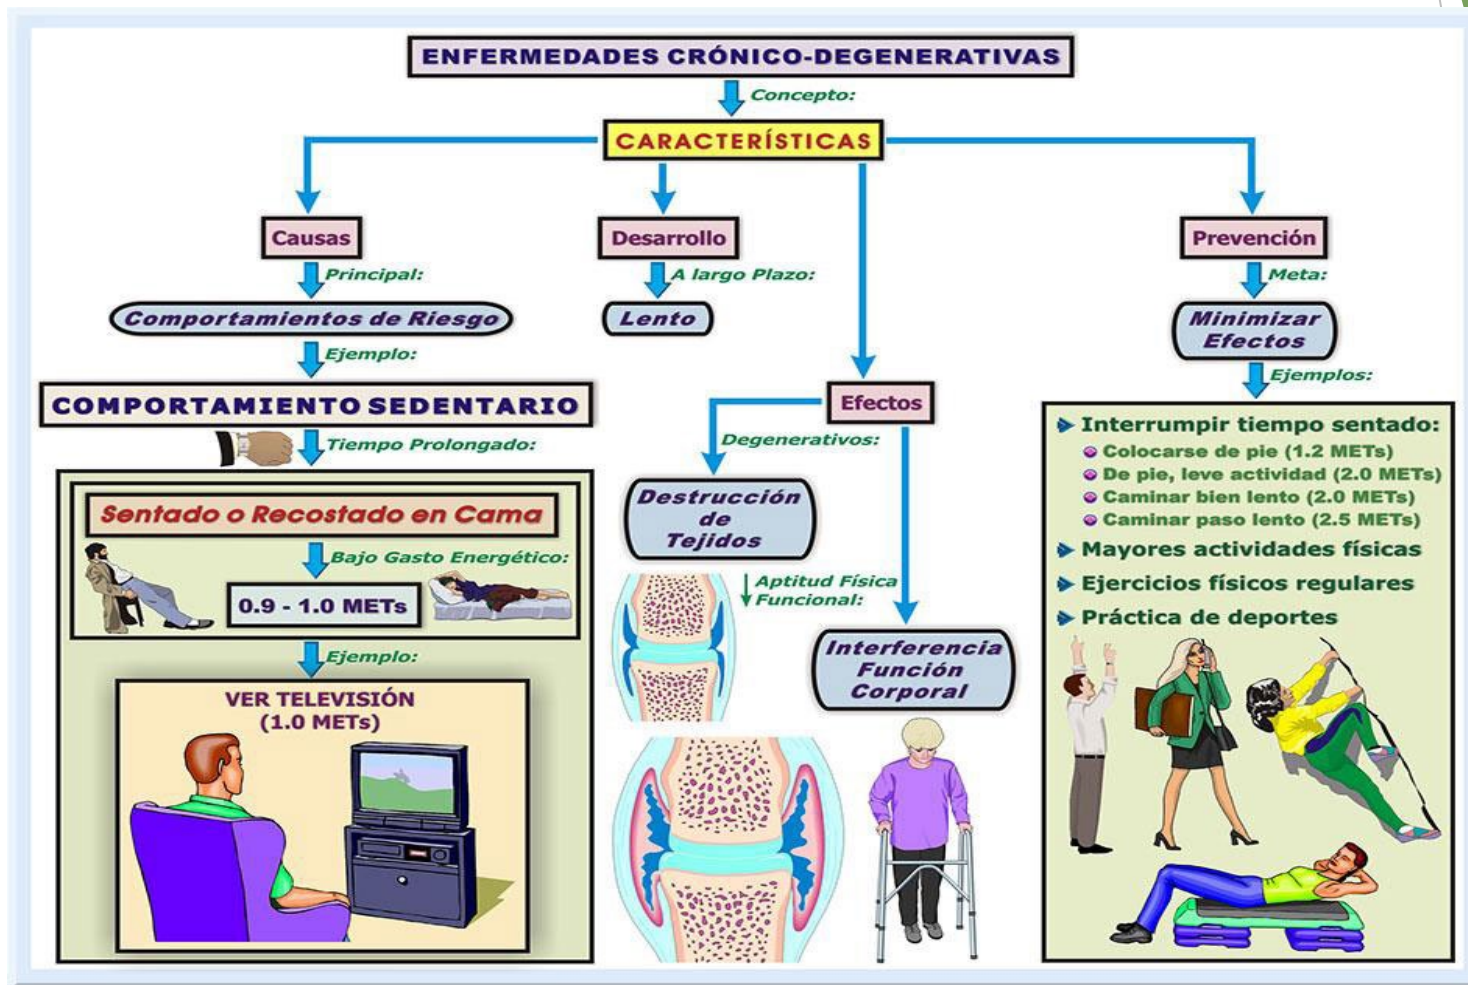 ENFERMEDADES CRÓNICO-DEGENERATIVAS
Concepto:
CARACTERÍSTICAS
Causas
Principal:
Comportamientos de Riesgo
Ejemplo:
COMPORTAMIENTO SEDENTARIO
Tiempo Prolongado:
Sentado o Recostado en Cama
Bajo Gasto Energético:
0.9 - 1.0 METs
Ejemplo:
VER TELEVISIÓN
(1.0 METs)
Desarrollo
A largo Plazo:
Lento
Efectos
Degenerativos:
Destrucción
de
Tejidos
Aptitud Física
Funcional:
Interferencia
Función
Corporal
Prevención
Meta:
Minimizar
Efectos
Ejemplos:
Interrumpir tiempo sentado:
Colocarse de pie (1.2 METs)
De pie, leve actividad (2.0 METs)
Caminar bien lento (2.0 METs)
Caminar paso lento (2.5 METs)
Mayores actividades físicas
Ejercicios físicos regulares
Práctica de deportes